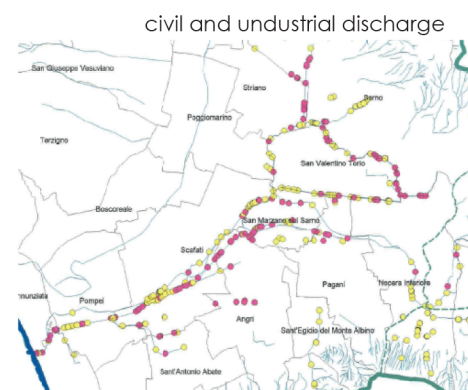 civil and undustrial discharge
San Giuseppe Vesuviano
Striano
Sarno
Poggiomarino
Terzigno
San Valentino Torio
Boscoreale
San Marzano sul Sarno
Scafati
Pagani
Nocera Inferiore
nnunziata
Pompei
Angri
Sant'Egidio del Monte Albino
Sant'Antonio Abate